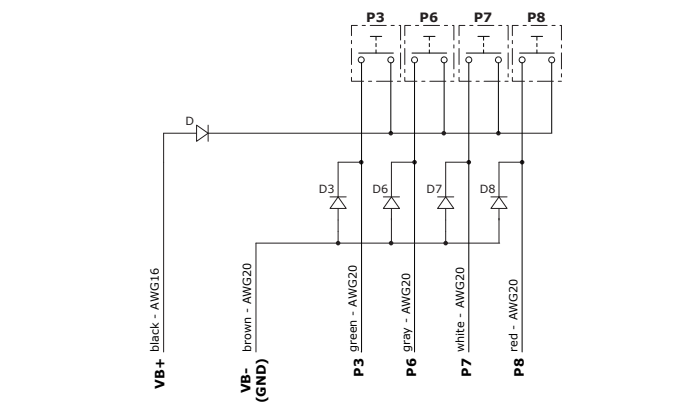 P3 P6 P7 P8
D
D3 D6 D7 D8
black - AWG16
brown - AWG20
green - AWG20
gray - AWG20
white - AWG20
red - AWG20
VB+
VB-
(GND)
P3
P6
P7
P8